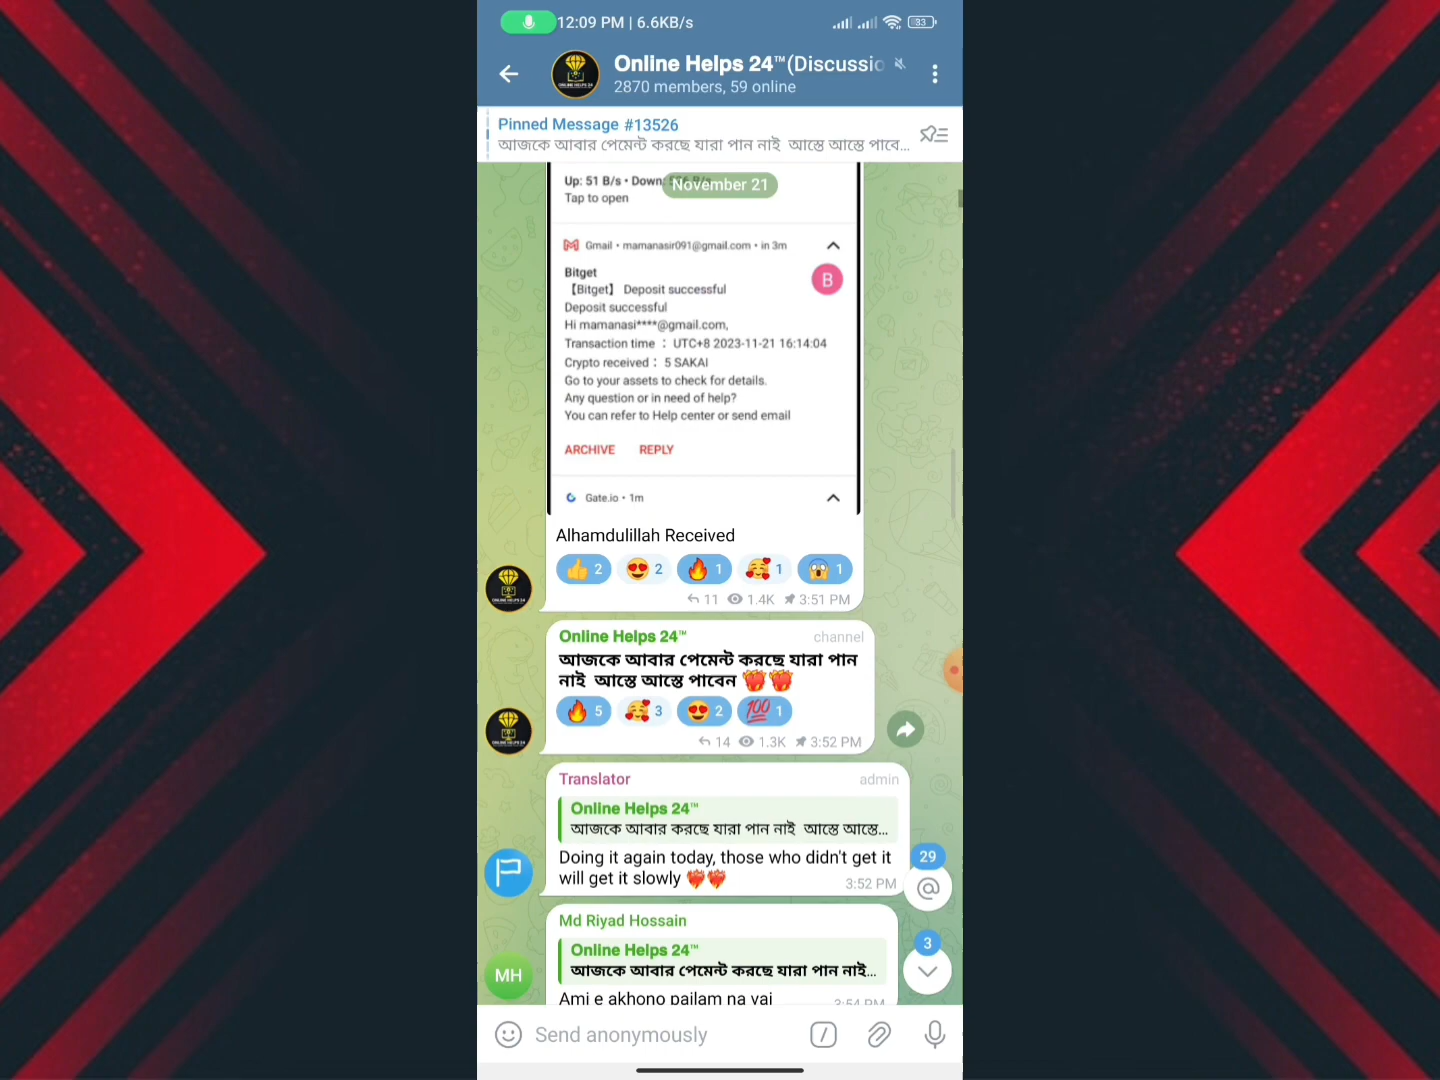 12:09 PM | 6.6KB/s
33
Online Helps 24™(Discussio
2870 members, 59 online
Pinned Message #13526
আজকে আবার পেমেন্ট করছে যারা পান নাই আস্তে আস্তে পাবে...
Up: 51 B/s • Down:
November 21
Tap to open
Gmail • mamanasir091@gmail.com • in 3m
Bitget
B
【Bitget】 Deposit successful
Deposit successful
Hi mamanasi****@gmail.com,
Transaction time： UTC+8 2023-11-21 16:14:04
Crypto received： 5 SAKAI
Go to your assets to check for details.
Any question or in need of help?
You can refer to Help center or send email
ARCHIVE REPLY
Gate.io • 1m
Alhamdulillah Received
2 2 1 1 1
11 1.4K 3:51 PM
Online Helps 24™ channel
আজকে আবার পেমেন্ট করছে যারা পান
নাই আস্তে আস্তে পাবেন
5 3 2 100 1
14 1.3K 3:52 PM
Translator admin
Online Helps 24™
আজকে আবার করছে যারা পান নাই আস্তে আস্তে...
Doing it again today, those who didn't get it
will get it slowly 3:52 PM
29
@
Md Riyad Hossain
Online Helps 24™
3
আজকে আবার পেমেন্ট করছে যারা পান নাই...
MH
Ami e akhono pailam na vai 3:54 PM
Send anonymously